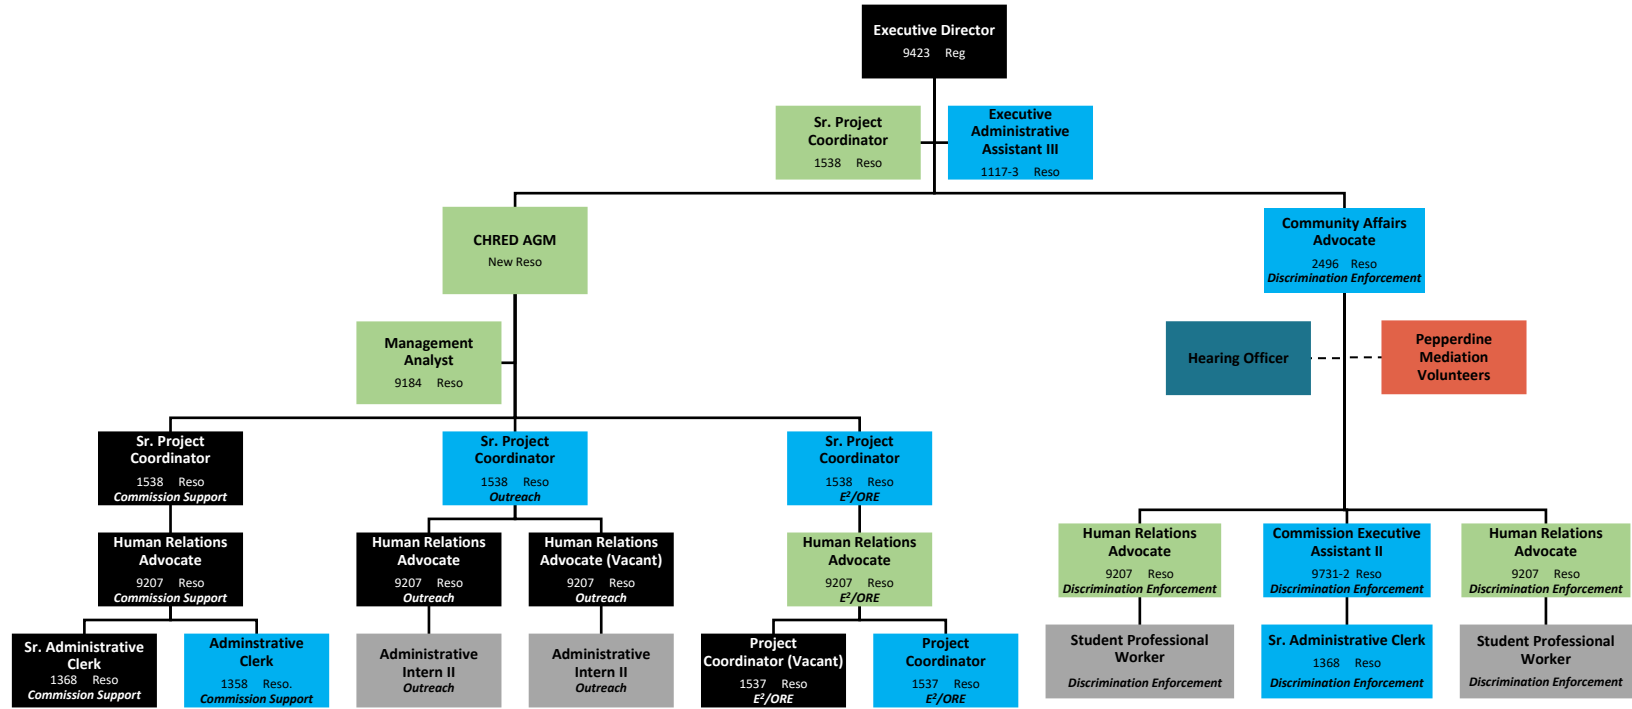 Executive Director
9423 Reg
Sr. Project
Coordinator
1538 Reso
Executive
Administrative
Assistant III
1117-3 Reso
CHRED AGM
New Reso
Community Affairs
Advocate
2496 Reso
Discrimination Enforcement
Management
Analyst
9184 Reso
Hearing Officer
Pepperdine
Mediation
Volunteers
Sr. Project
Coordinator
1538 Reso
Commission Support
Sr. Project
Coordinator
1538 Reso
Outreach
Sr. Project
Coordinator
1538 Reso
E²/ORE
Human Relations
Advocate
9207 Reso
Commission Support
Human Relations
Advocate
9207 Reso
Outreach
Human Relations
Advocate (Vacant)
9207 Reso
Outreach
Human Relations
Advocate
9207 Reso
E²/ORE
Human Relations
Advocate
9207 Reso
Discrimination Enforcement
Commission Executive
Assistant II
9731-2 Reso
Discrimination Enforcement
Human Relations
Advocate
9207 Reso
Discrimination Enforcement
Sr. Administrative
Clerk
1368 Reso
Commission Support
Adminstrative
Clerk
1358 Reso.
Commission Support
Administrative
Intern II
Outreach
Administrative
Intern II
Outreach
Project
Coordinator (Vacant)
1537 Reso
E²/ORE
Project
Coordinator
1537 Reso
E²/ORE
Student Professional
Worker
Discrimination Enforcement
Sr. Administrative Clerk
1368 Reso
Discrimination Enforcement
Student Professional
Worker
Discrimination Enforcement